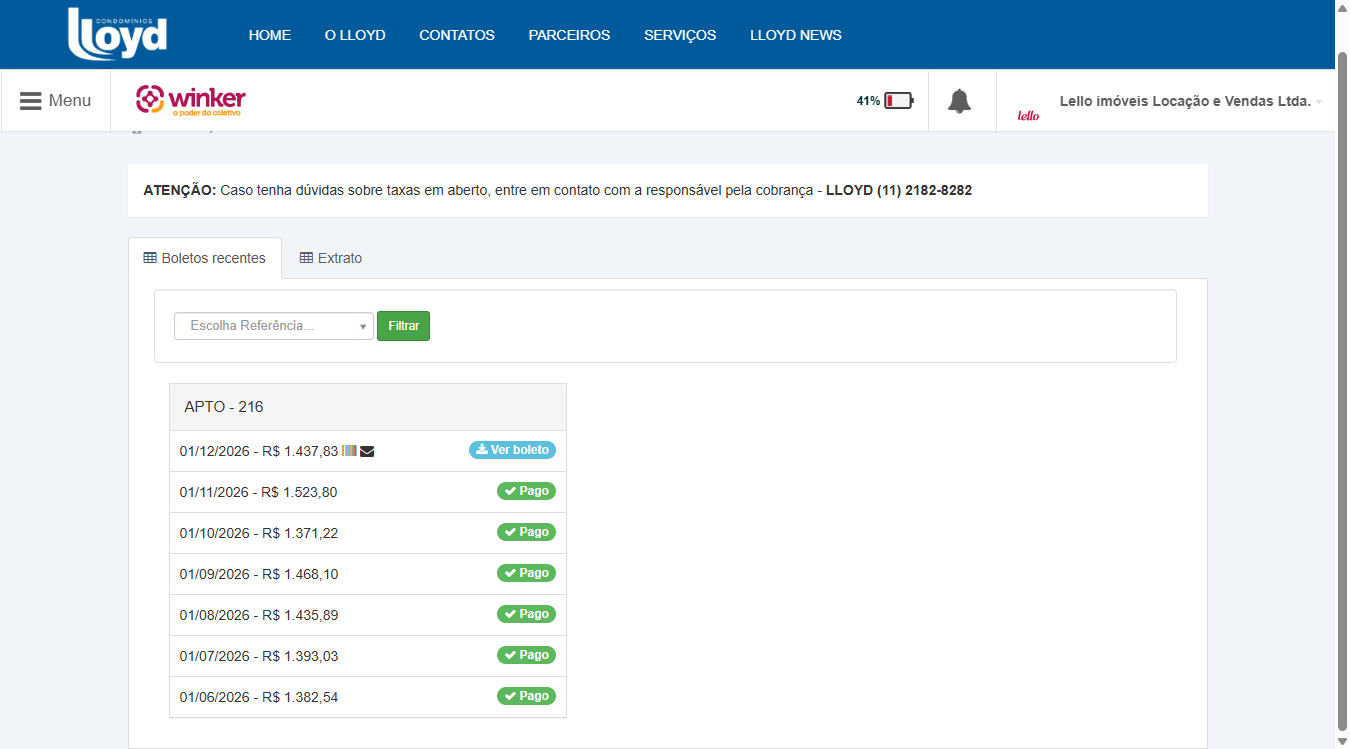 CONDOMÍNIOS
Lloyd
HOME
O LLOYD
CONTATOS
PARCEIROS
SERVIÇOS
LLOYD NEWS
Menu
winker
o poder do coletivo
41%
lello
Lello imóveis Locação e Vendas Ltda.
ATENÇÃO: Caso tenha dúvidas sobre taxas em aberto, entre em contato com a responsável pela cobrança - LLOYD (11) 2182-8282
Boletos recentes
Extrato
Escolha Referência...
Filtrar
APTO - 216
01/12/2026 - R$ 1.437,83 Ver boleto
01/11/2026 - R$ 1.523,80 Pago
01/10/2026 - R$ 1.371,22 Pago
01/09/2026 - R$ 1.468,10 Pago
01/08/2026 - R$ 1.435,89 Pago
01/07/2026 - R$ 1.393,03 Pago
01/06/2026 - R$ 1.382,54 Pago